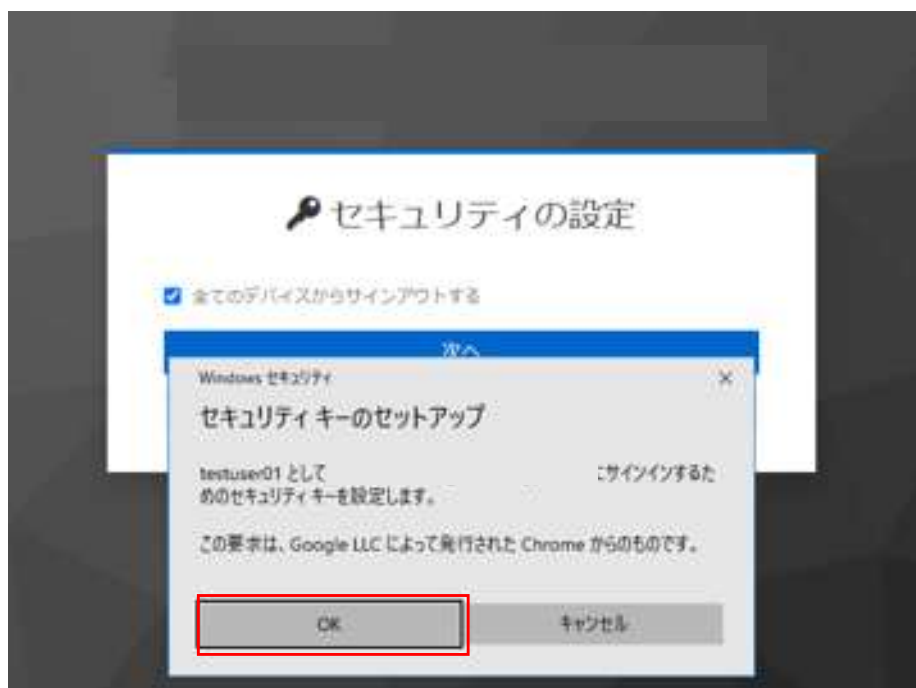 セキュリティの設定
全てのデバイスからサインアウトする
次へ
Windows セキュリティ
セキュリティ キーのセットアップ
testuser01 として にサインインするた
めのセキュリティ キーを設定します。
この要求は、Google LLC によって発行された Chrome からのものです。
OK キャンセル